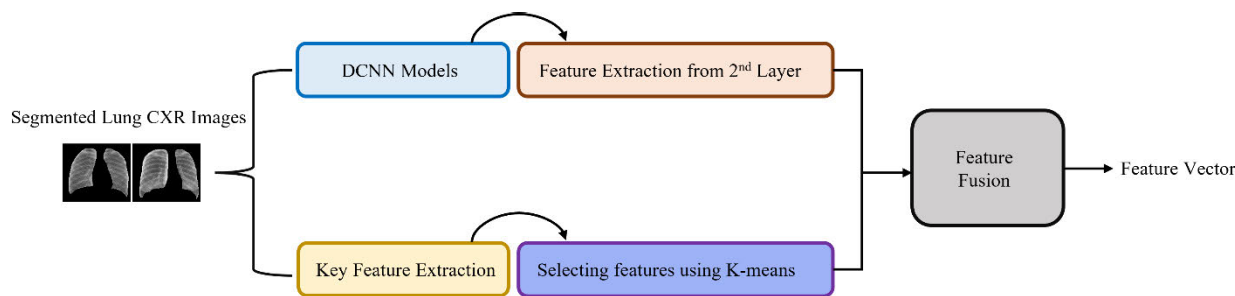 DCNN Models
Feature Extraction from 2nd Layer
Segmented Lung CXR Images
Feature
Fusion
Feature Vector
Key Feature Extraction
Selecting features using K-means